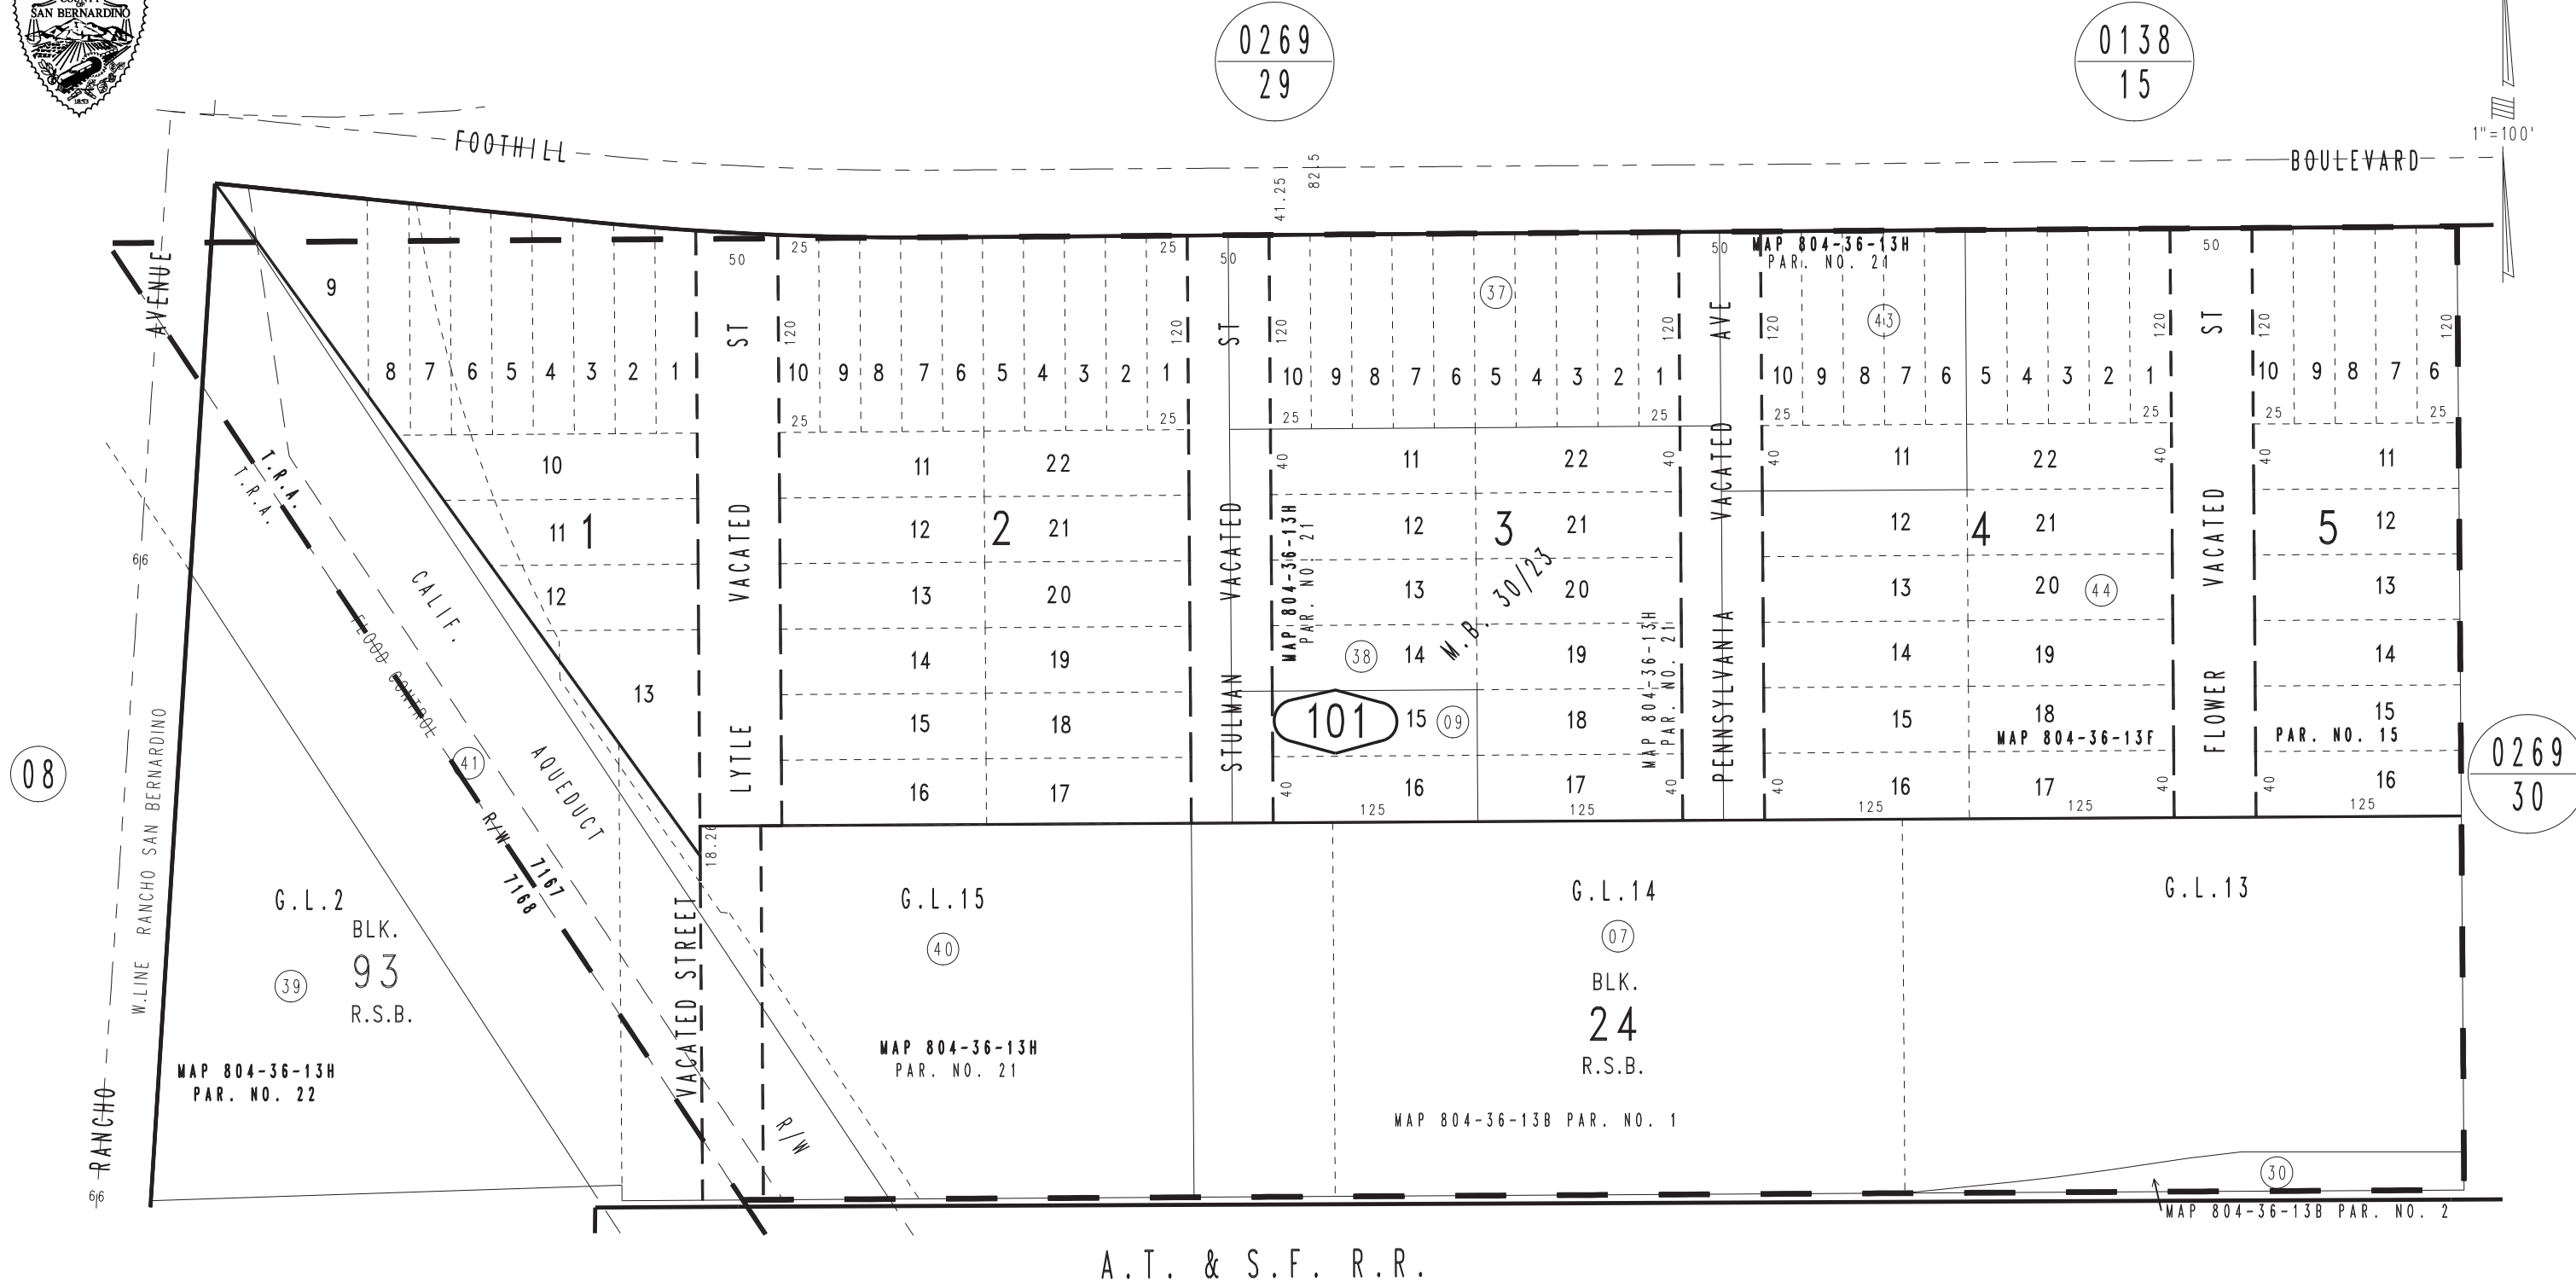 COUNTY
OF
SAN BERNARDINO
1853
0269
29
0138
15
1"=100'
FOOTHILL
BOULEVARD
41.25
82.5
AVENUE
9
8 7 6 5 4 3 2 1
10
11
12
13
1
50
LYTLE VACATED ST
25
25
120
120
10 9 8 7 6 5 4 3 2 1
25
25
11 22
12 21
13 20
14 19
15 18
16 17
2
50
STULMAN VACATED ST
37
120
120
10 9 8 7 6 5 4 3 2 1
25
25
40
40
11 22
12 21
13 20
14 19
15 18
16 17
3
M.B. 30/23
38
101
09
MAP 804-36-13H
PAR. NO. 21
MAP 804-36-13H
PAR. NO. 21
40
40
125
125
50
PENNSYLVANIA VACATED AVE
MAP 804-36-13H
PAR. NO. 21
43
120
120
10 9 8 7 6 5 4 3 2 1
25
25
40
40
11 22
12 21
13 20
14 19
15 18
16 17
4
44
MAP 804-36-13F PAR. NO. 15
40
40
125
125
50
FLOWER VACATED ST
120
120
10 9 8 7 6
25
25
40
11
12
13
14
15
16
5
40
125
08
0269
30
T.R.A.
T.R.A.
66
CALIF.
AQUEDUCT
R/W
FLOOD CONTROL
R/W
41
7167
7168
W.LINE RANCHO SAN BERNARDINO
RANCHO
66
G.L.2
BLK.
93
R.S.B.
39
MAP 804-36-13H
PAR. NO. 22
VACATED STREET
18.26
G.L.15
40
MAP 804-36-13H
PAR. NO. 21
G.L.14
07
BLK.
24
R.S.B.
MAP 804-36-13B PAR. NO. 1
G.L.13
30
MAP 804-36-13B PAR. NO. 2
A.T. & S.F. R.R.